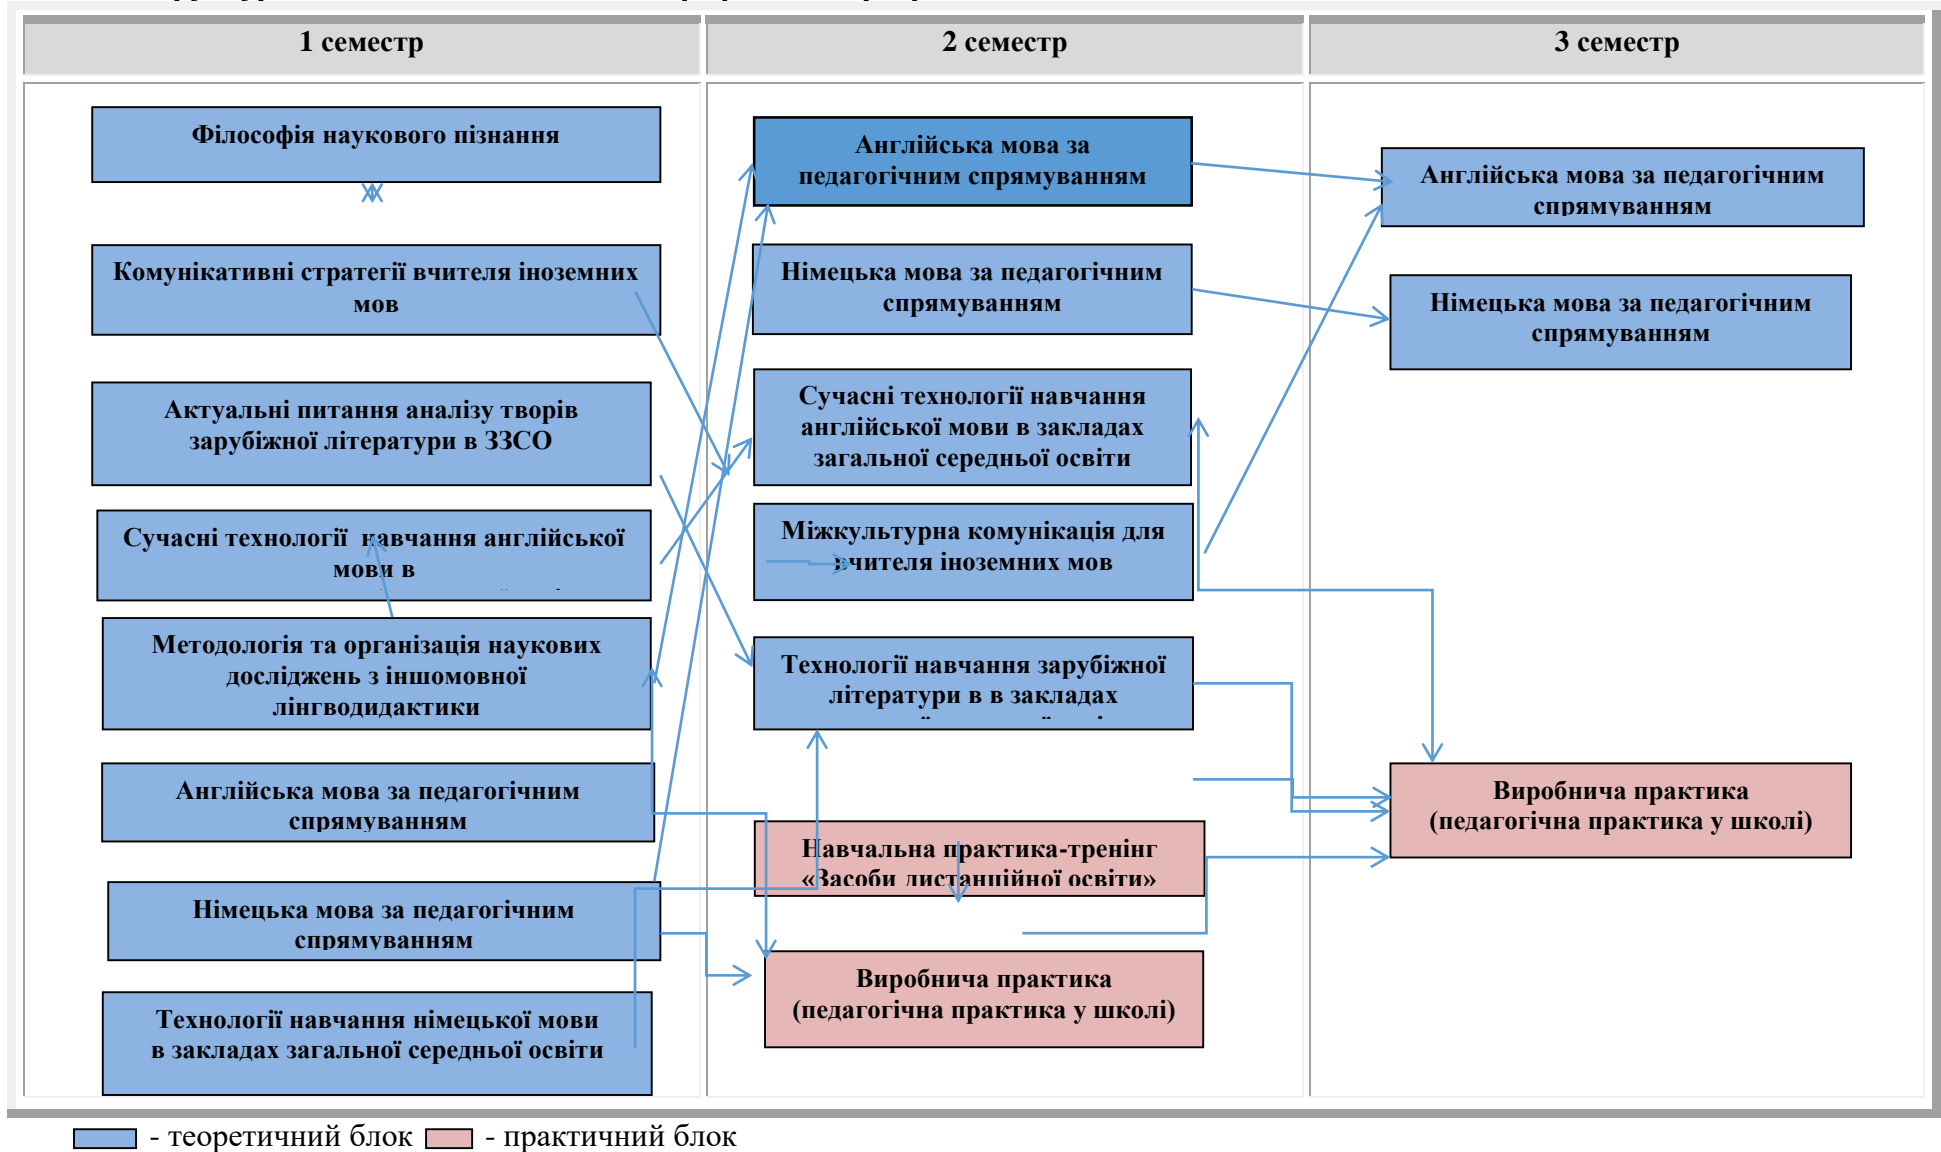 1 семестр
2 семестр
3 семестр
Філософія наукового пізнання
Комунікативні стратегії вчителя іноземних
мов
Актуальні питання аналізу творів
зарубіжної літератури в ЗЗСО
Сучасні технології навчання англійської
мови в
Методологія та організація наукових
досліджень з іншомовної
лінгводидактики
Англійська мова за педагогічним
спрямуванням
Німецька мова за педагогічним
спрямуванням
Технології навчання німецької мови
в закладах загальної середньої освіти
Англійська мова за
педагогічним спрямуванням
Німецька мова за педагогічним
спрямуванням
Сучасні технології навчання
англійської мови в закладах
загальної середньої освіти
Міжкультурна комунікація для
вчителя іноземних мов
Технології навчання зарубіжної
літератури в в закладах
Навчальна практика-тренінг
«Засоби дистанційної освіти»
Виробнича практика
(педагогічна практика у школі)
Англійська мова за педагогічним
спрямуванням
Німецька мова за педагогічним
спрямуванням
Виробнича практика
(педагогічна практика у школі)
- теоретичний блок - практичний блок